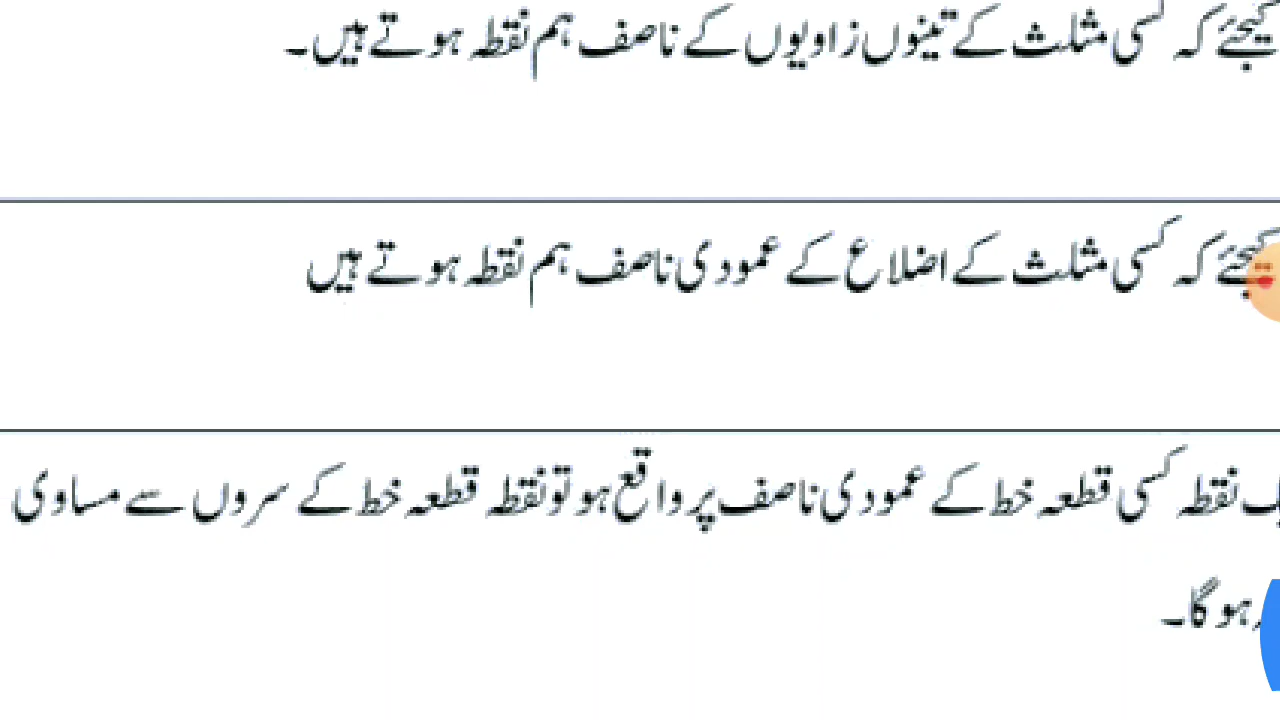 کیجئے کہ کسی مثلث کے تینوں زاویوں کے ناصف ہم نقطہ ہوتے ہیں۔
کیجئے کہ کسی مثلث کے اضلاع کے عمودی ناصف ہم نقطہ ہوتے ہیں
نقطہ کسی قطعہ خط کے عمودی ناصف پر واقع ہو تو نقطہ قطعہ خط کے سروں سے مساوی
ہوگا۔